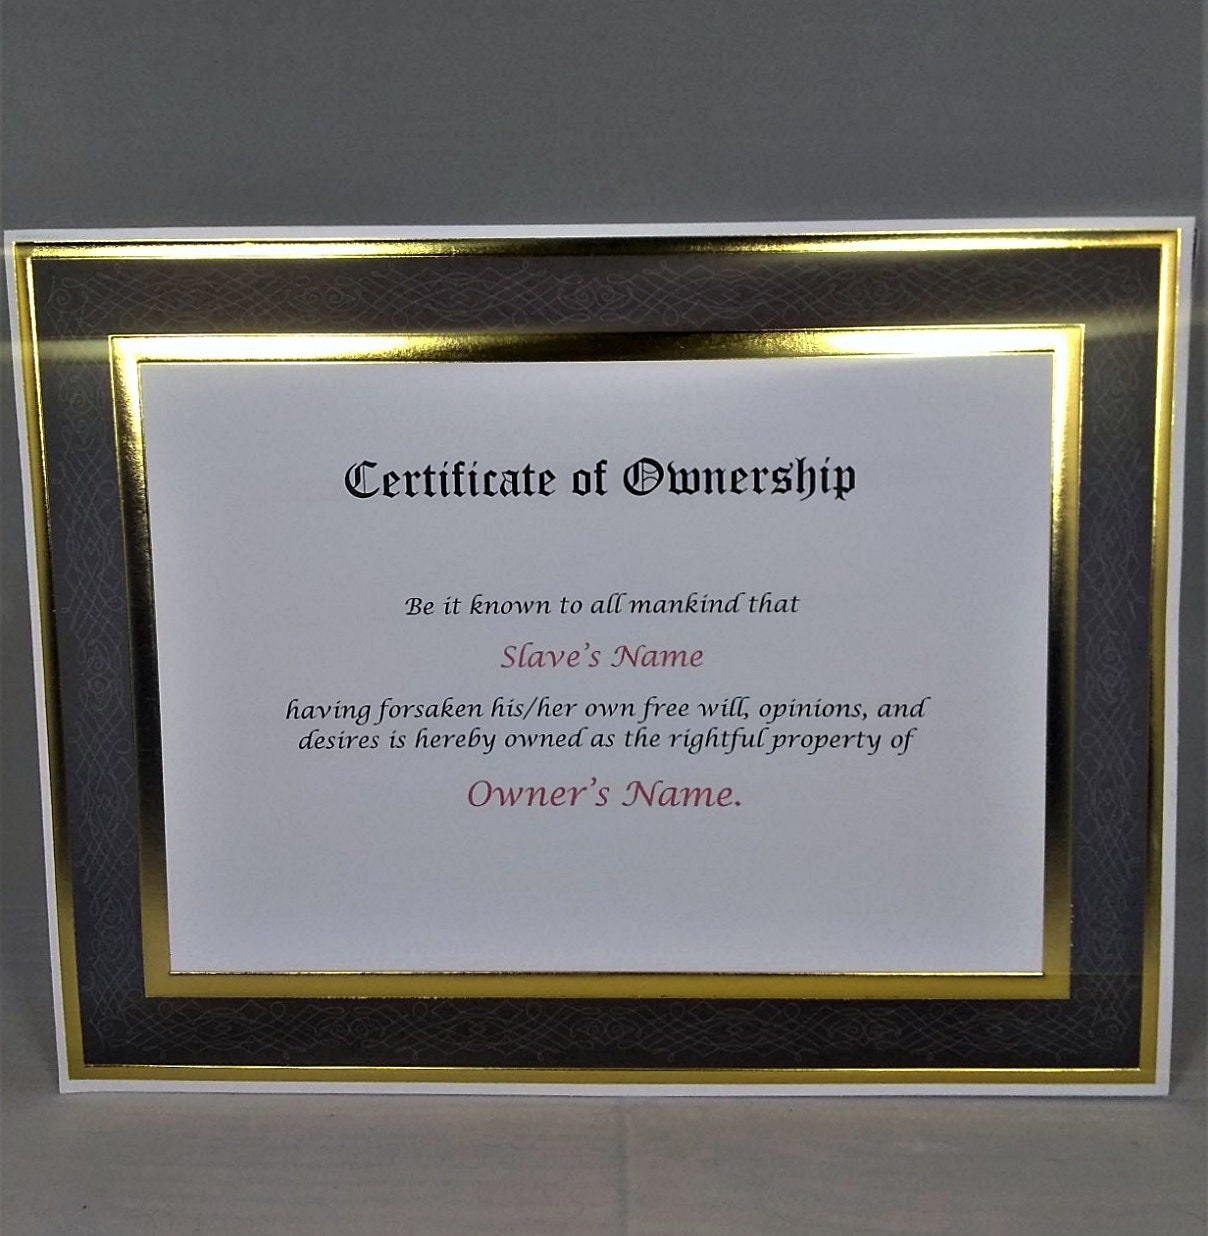 Certificate of Ownership
Be it known to all mankind that
Slave's Name
having forsaken his/her own free will, opinions, and
desires is hereby owned as the rightful property of
Owner's Name.